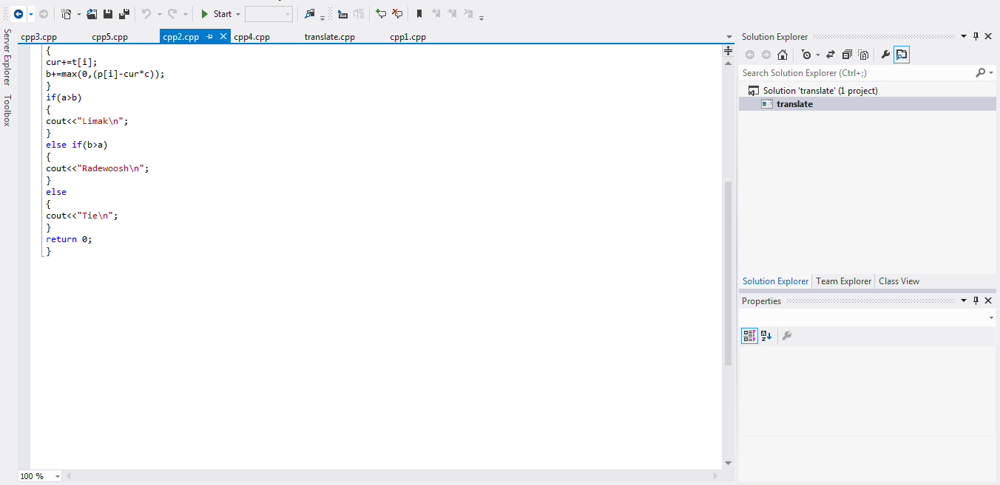 Start
Server Explorer
Toolbox
cpp3.cpp cpp5.cpp cpp2.cpp cpp4.cpp translate.cpp cpp1.cpp
{
cur+=t[i];
b+=max(0,(p[i]-cur*c));
}
if(a>b)
{
cout<<"Limak\n";
}
else if(b>a)
{
cout<<"Radewoosh\n";
}
else
{
cout<<"Tie\n";
}
return 0;
}
100 %
Solution Explorer
Search Solution Explorer (Ctrl+;)
Solution 'translate' (1 project)
translate
Solution Explorer Team Explorer Class View
Properties